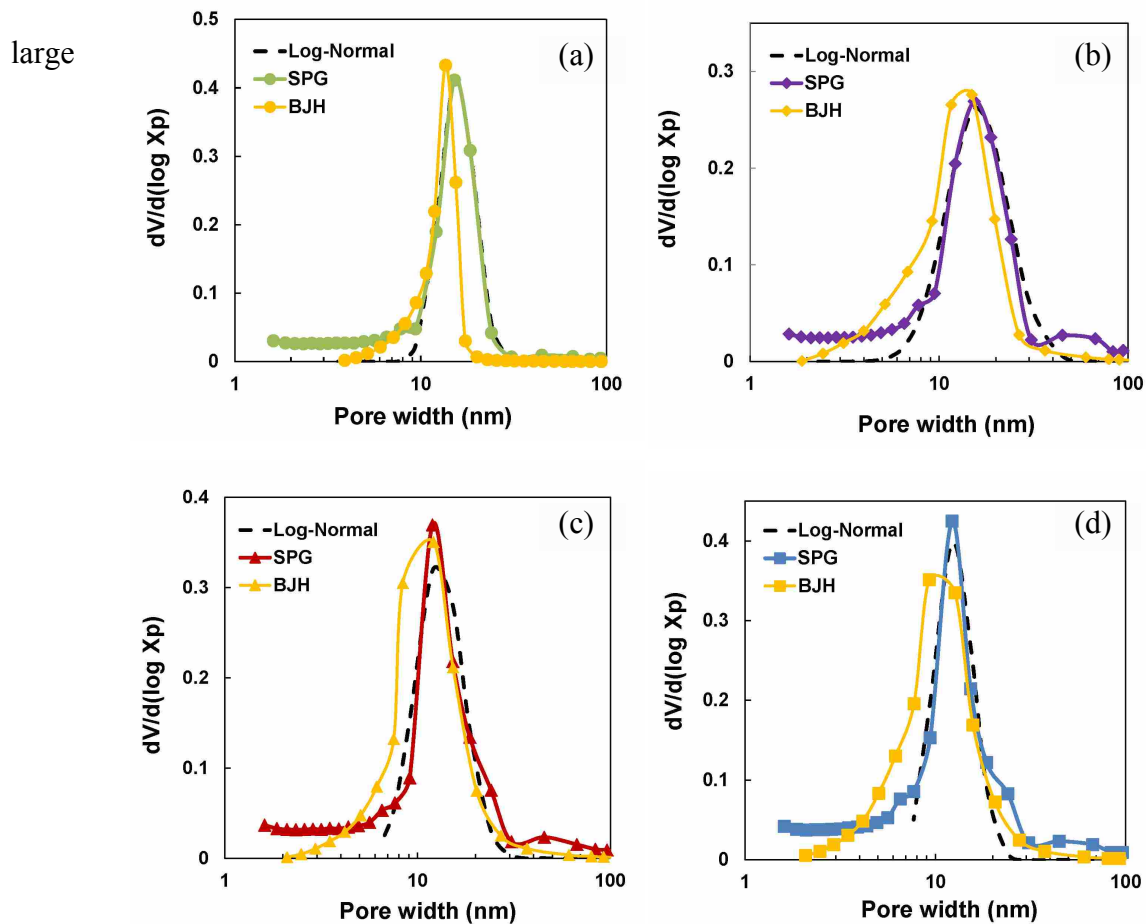 large
0.5
0.4
0.3
0.2
0.1
0
dV/d(log Xp)
Log-Normal
SPG
BJH
(a)
1
10
100
Pore width (nm)
0.3
0.2
0.1
0
dV/d(log Xp)
Log-Normal
SPG
BJH
(b)
1
10
100
Pore width (nm)
0.4
0.3
0.2
0.1
0
dV/d(log Xp)
Log-Normal
SPG
BJH
(c)
1
10
100
Pore width (nm)
0.4
0.3
0.2
0.1
0
dV/d(log Xp)
Log-Normal
SPG
BJH
(d)
1
10
100
Pore width (nm)